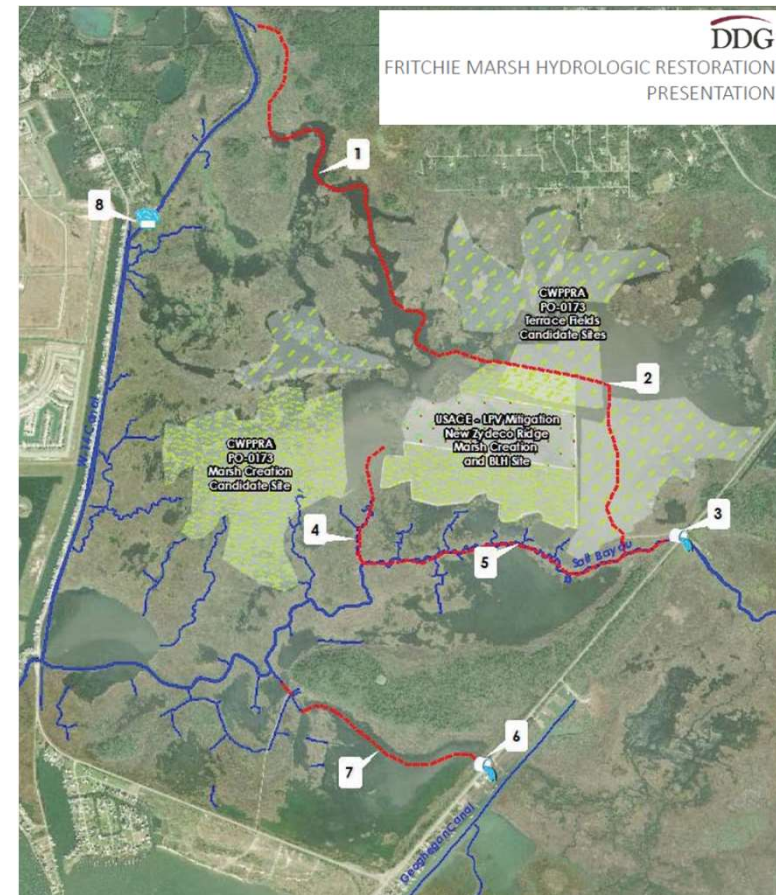 DDG
FRITCHIE MARSH HYDROLOGIC RESTORATION
PRESENTATION
1
8
CWPPRA
PO-0173
Terrace Fields
Candidate Sites
2
USACE - LPV Mitigation
New Zydeco Ridge
Marsh Creation
and BLH Site
CWPPRA
PO-0173
Marsh Creation
Candidate Site
W-14 Canal
3
4
5
Salt Bayou
6
7
Geoghegan Canal